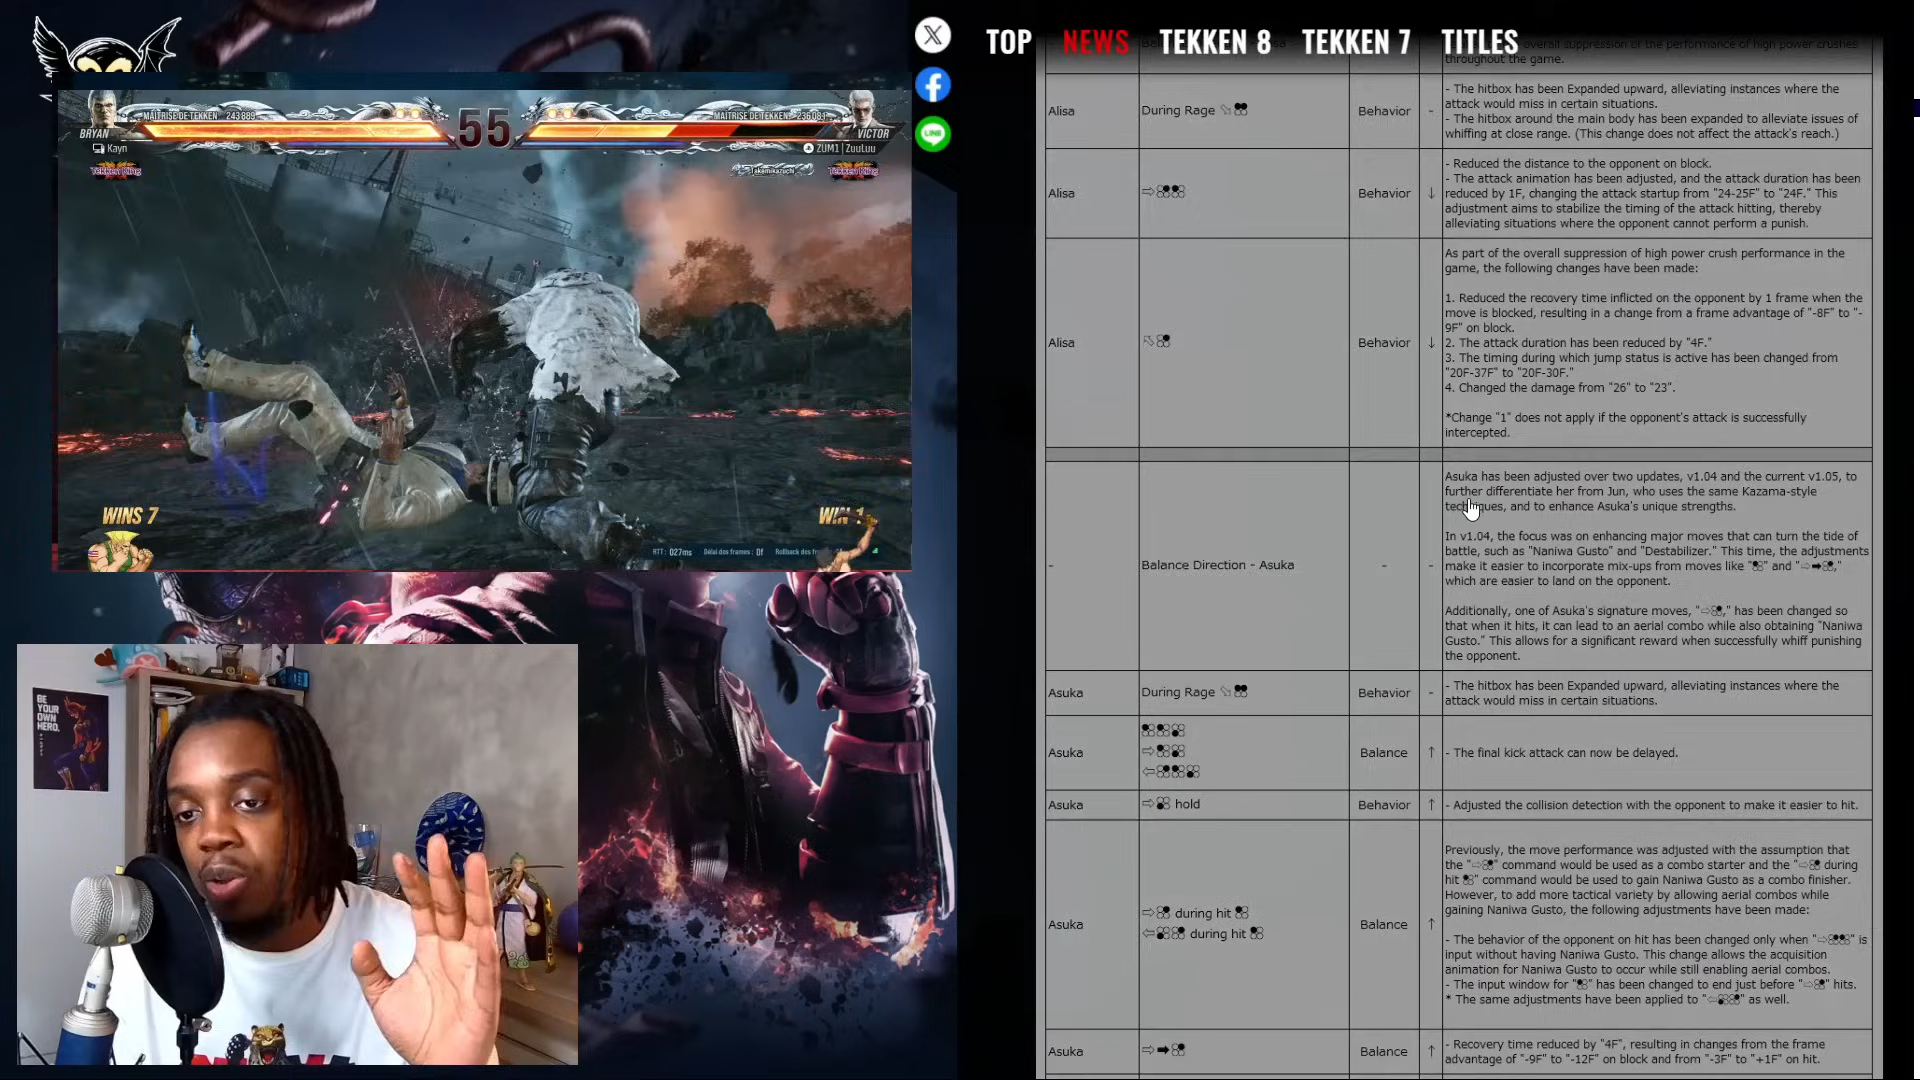 TOP NEWS TEKKEN 8 TEKKEN 7 TITLES
throughout the game.
Alisa
During Rage
Behavior
-
- The hitbox has been Expanded upward, alleviating instances where the
attack would miss in certain situations.
- The hitbox around the main body has been expanded to alleviate issues of
whiffing at close range. (This change does not affect the attack's reach.)
Alisa
Behavior
↓
- Reduced the distance to the opponent on block.
- The attack animation has been adjusted, and the attack duration has been
reduced by 1F, changing the attack startup from "24-25F" to "24F." This
adjustment aims to stabilize the timing of the attack hitting, thereby
alleviating situations where the opponent cannot perform a punish.
Alisa
Behavior
↓
As part of the overall suppression of high power crush performance in the
game, the following changes have been made:
1. Reduced the recovery time inflicted on the opponent by 1 frame when the
move is blocked, resulting in a change from a frame advantage of "-8F" to "-
9F" on block.
2. The attack duration has been reduced by "4F."
3. The timing during which jump status is active has been changed from
"20F-37F" to "20F-30F."
4. Changed the damage from "26" to "23".
*Change "1" does not apply if the opponent's attack is successfully
intercepted.
-
Balance Direction - Asuka
-
-
Asuka has been adjusted over two updates, v1.04 and the current v1.05, to
further differentiate her from Jun, who uses the same Kazama-style
techniques, and to enhance Asuka's unique strengths.
In v1.04, the focus was on enhancing major moves that can turn the tide of
battle, such as "Naniwa Gusto" and "Destabilizer." This time, the adjustments
make it easier to incorporate mix-ups from moves like "" and "⇨➡,"
which are easier to land on the opponent.
Additionally, one of Asuka's signature moves, "⇨," has been changed so
that when it hits, it can lead to an aerial combo while also obtaining "Naniwa
Gusto." This allows for a significant reward when successfully whiff punishing
the opponent.
Asuka
During Rage
Behavior
-
- The hitbox has been Expanded upward, alleviating instances where the
attack would miss in certain situations.
Asuka
Balance
↑
- The final kick attack can now be delayed.
Asuka
⇨ hold
Behavior
↑
- Adjusted the collision detection with the opponent to make it easier to hit.
Asuka
⇨ during hit
⇦ during hit
Balance
↑
Previously, the move performance was adjusted with the assumption that
the "⇨" command would be used as a combo starter and the "⇨ during
hit " command would be used to gain Naniwa Gusto as a combo finisher.
However, to add more tactical variety by allowing aerial combos while
gaining Naniwa Gusto, the following adjustments have been made:
- The behavior of the opponent on hit has been changed only when "⇨" is
input without having Naniwa Gusto. This change allows the acquisition
animation for Naniwa Gusto to occur while still enabling aerial combos.
- The input window for "" has been changed to end just before "⇨" hits.
* The same adjustments have been applied to "⇦" as well.
Asuka
⇨➡
Balance
↑
- Recovery time reduced by "4F", resulting in changes from the frame
advantage of "-9F" to "-12F" on block and from "-3F" to "+1F" on hit.
MAITRISE DE TEKKEN 243 889
55
MAITRISE DE TEKKEN
BRYAN
VICTOR
Kayn
ZUM1 | ZuuLuu
Tekken King
Takemikazuchi
Tekken King
WINS 7
WIN 1
RTT : 027ms Délai des frames : 0f
BE
YOUR
OWN
HERO.
X
LINE